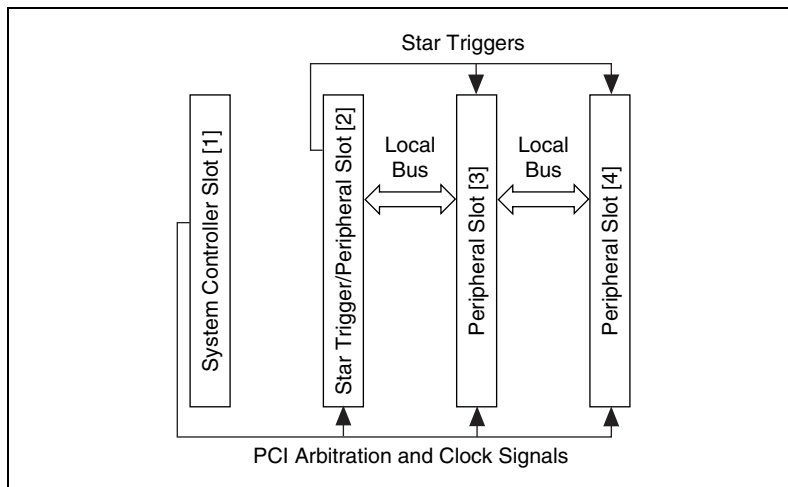 Star Triggers
System Controller Slot [1]
Star Trigger/Peripheral Slot [2]
Local
Bus
Peripheral Slot [3]
Local
Bus
Peripheral Slot [4]
PCI Arbitration and Clock Signals